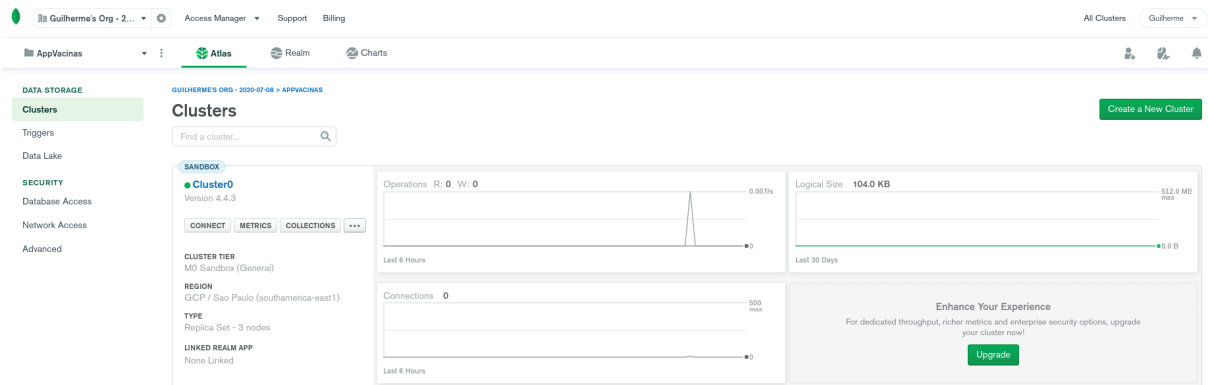 Guilherme's Org - 2... Access Manager Support Billing All Clusters Guilherme
AppVacinas Atlas Realm Charts
DATA STORAGE
Clusters
Triggers
Data Lake
SECURITY
Database Access
Network Access
Advanced
GUILHERME'S ORG - 2020-07-08 > APPVACINAS
Clusters
Create a New Cluster
Find a cluster...
SANDBOX
Cluster0
Version 4.4.3
CONNECT METRICS COLLECTIONS ...
CLUSTER TIER
M0 Sandbox (General)
REGION
GCP / Sao Paulo (southamerica-east1)
TYPE
Replica Set - 3 nodes
LINKED REALM APP
None Linked
Operations R: 0 W: 0
0.007/s
0
Last 6 Hours
Logical Size 104.0 KB
512.0 MB
max
0.0 B
Last 30 Days
Connections 0
500
max
0
Last 6 Hours
Enhance Your Experience
For dedicated throughput, richer metrics and enterprise security options, upgrade
your cluster now!
Upgrade